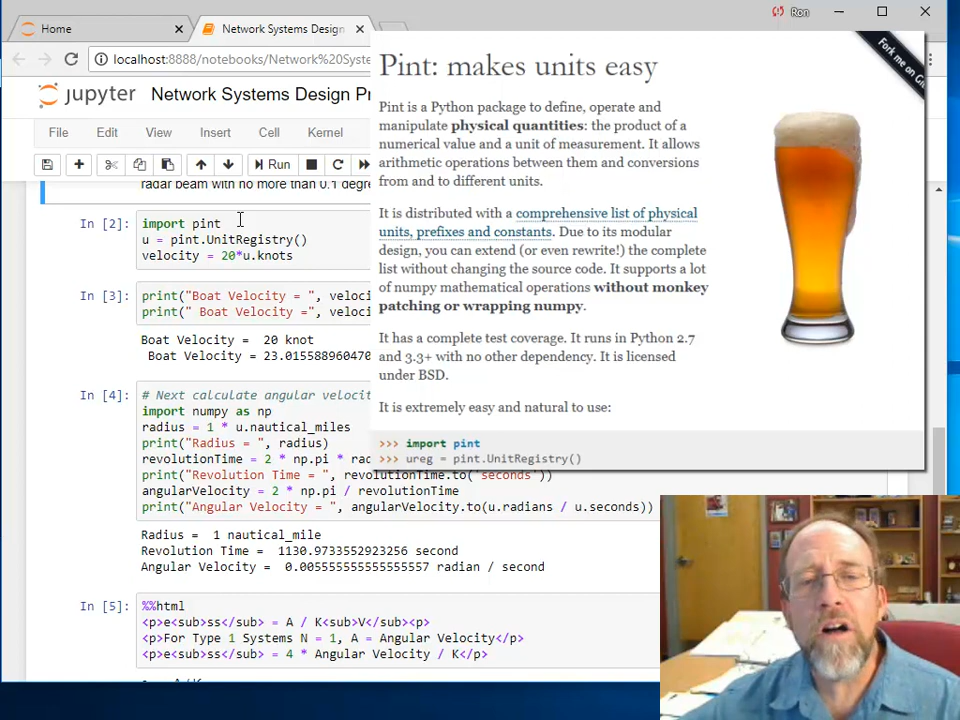 Home
Network Systems Design
Ron
localhost:8888/notebooks/Network%20Syste
jupyter
Network Systems Design Pr
File Edit View Insert Cell Kernel
Run
radar beam with no more than 0.1 degre
In [2]:
import pint
u = pint.UnitRegistry()
velocity = 20*u.knots
In [3]:
print("Boat Velocity = ", veloci
print(" Boat Velocity =", veloci
Boat Velocity =  20 knot
Boat Velocity = 23.015588960470
In [4]:
# Next calculate angular velocit
import numpy as np
radius = 1 * u.nautical_miles
print("Radius = ", radius)
revolutionTime = 2 * np.pi * rad
print("Revolution Time = ", revolutionTime.to('seconds'))
angularVelocity = 2 * np.pi / revolutionTime
print("Angular Velocity = ", angularVelocity.to(u.radians / u.seconds))
Radius =  1 nautical_mile
Revolution Time =  1130.9733552923256 second
Angular Velocity =  0.005555555555555557 radian / second
In [5]:
%%html
<p>e<sub>ss</sub> = A / K<sub>V</sub><p>
<p>For Type 1 Systems N = 1, A = Angular Velocity</p>
<p>e<sub>ss</sub> = 4 * Angular Velocity / K</p>
Pint: makes units easy
Fork me on G
Pint is a Python package to define, operate and
manipulate physical quantities: the product of a
numerical value and a unit of measurement. It allows
arithmetic operations between them and conversions
from and to different units.
It is distributed with a comprehensive list of physical
units, prefixes and constants. Due to its modular
design, you can extend (or even rewrite!) the complete
list without changing the source code. It supports a lot
of numpy mathematical operations without monkey
patching or wrapping numpy.
It has a complete test coverage. It runs in Python 2.7
and 3.3+ with no other dependency. It is licensed
under BSD.
It is extremely easy and natural to use:
>>> import pint
>>> ureg = pint.UnitRegistry()